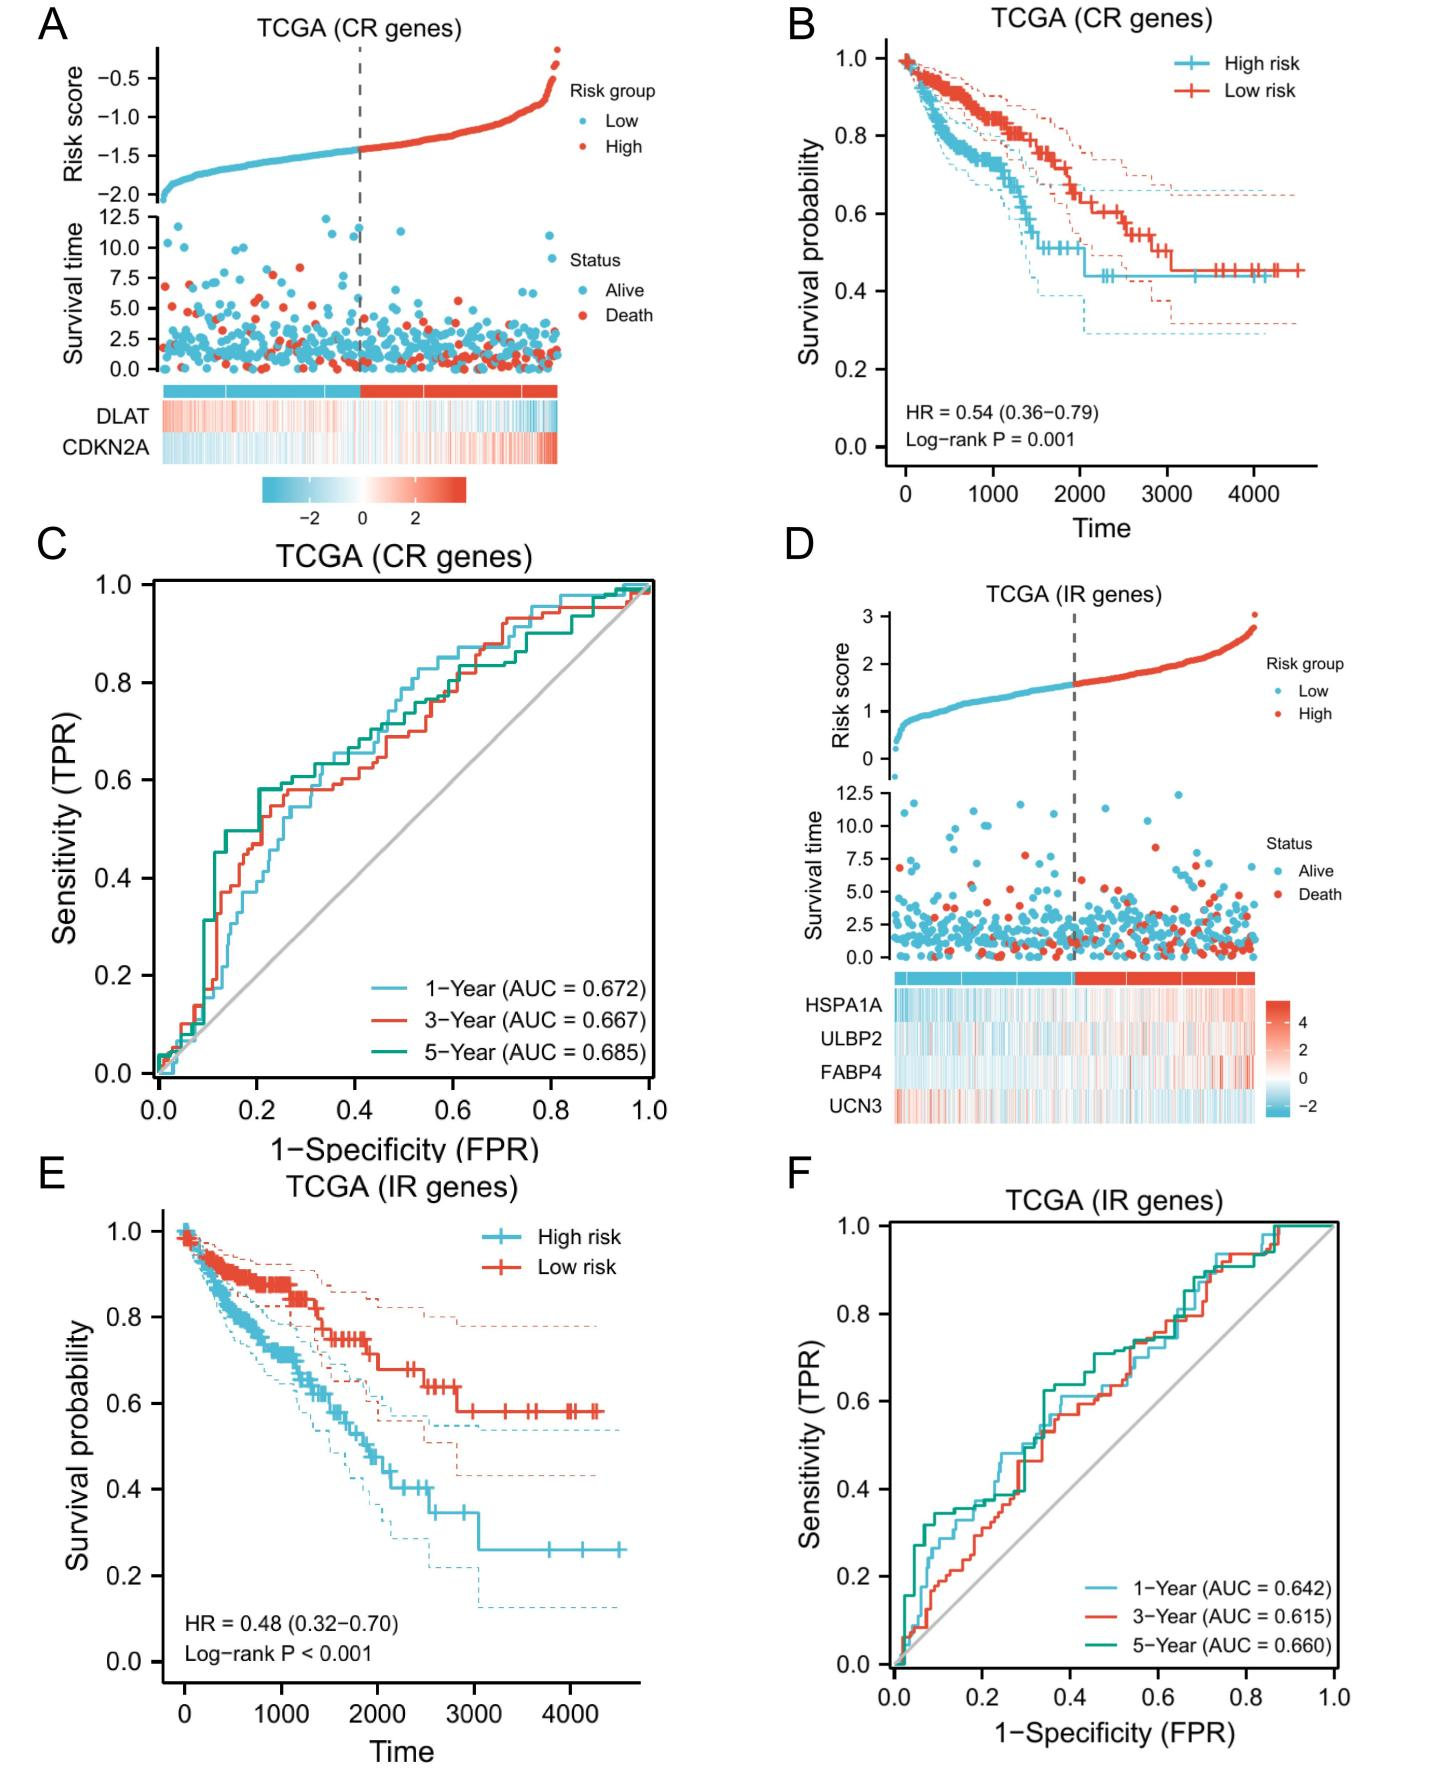 A
TCGA (CR genes)
Risk score
−0.5
−1.0
−1.5
−2.0
Risk group
Low
High
Survival time
12.5
10.0
7.5
5.0
2.5
0.0
Status
Alive
Death
DLAT
CDKN2A
−2 0 2
B
TCGA (CR genes)
Survival probability
1.0
0.8
0.6
0.4
0.2
0.0
High risk
Low risk
HR = 0.54 (0.36−0.79)
Log−rank P = 0.001
0 1000 2000 3000 4000
Time
C
TCGA (CR genes)
Sensitivity (TPR)
1.0
0.8
0.6
0.4
0.2
0.0
1−Year (AUC = 0.672)
3−Year (AUC = 0.667)
5−Year (AUC = 0.685)
0.0 0.2 0.4 0.6 0.8 1.0
1−Specificity (FPR)
D
TCGA (IR genes)
Risk score
3
2
1
0
Risk group
Low
High
Survival time
12.5
10.0
7.5
5.0
2.5
0.0
Status
Alive
Death
HSPA1A
ULBP2
FABP4
UCN3
4
2
0
−2
E
TCGA (IR genes)
Survival probability
1.0
0.8
0.6
0.4
0.2
0.0
High risk
Low risk
HR = 0.48 (0.32−0.70)
Log−rank P < 0.001
0 1000 2000 3000 4000
Time
F
TCGA (IR genes)
Sensitivity (TPR)
1.0
0.8
0.6
0.4
0.2
0.0
1−Year (AUC = 0.642)
3−Year (AUC = 0.615)
5−Year (AUC = 0.660)
0.0 0.2 0.4 0.6 0.8 1.0
1−Specificity (FPR)